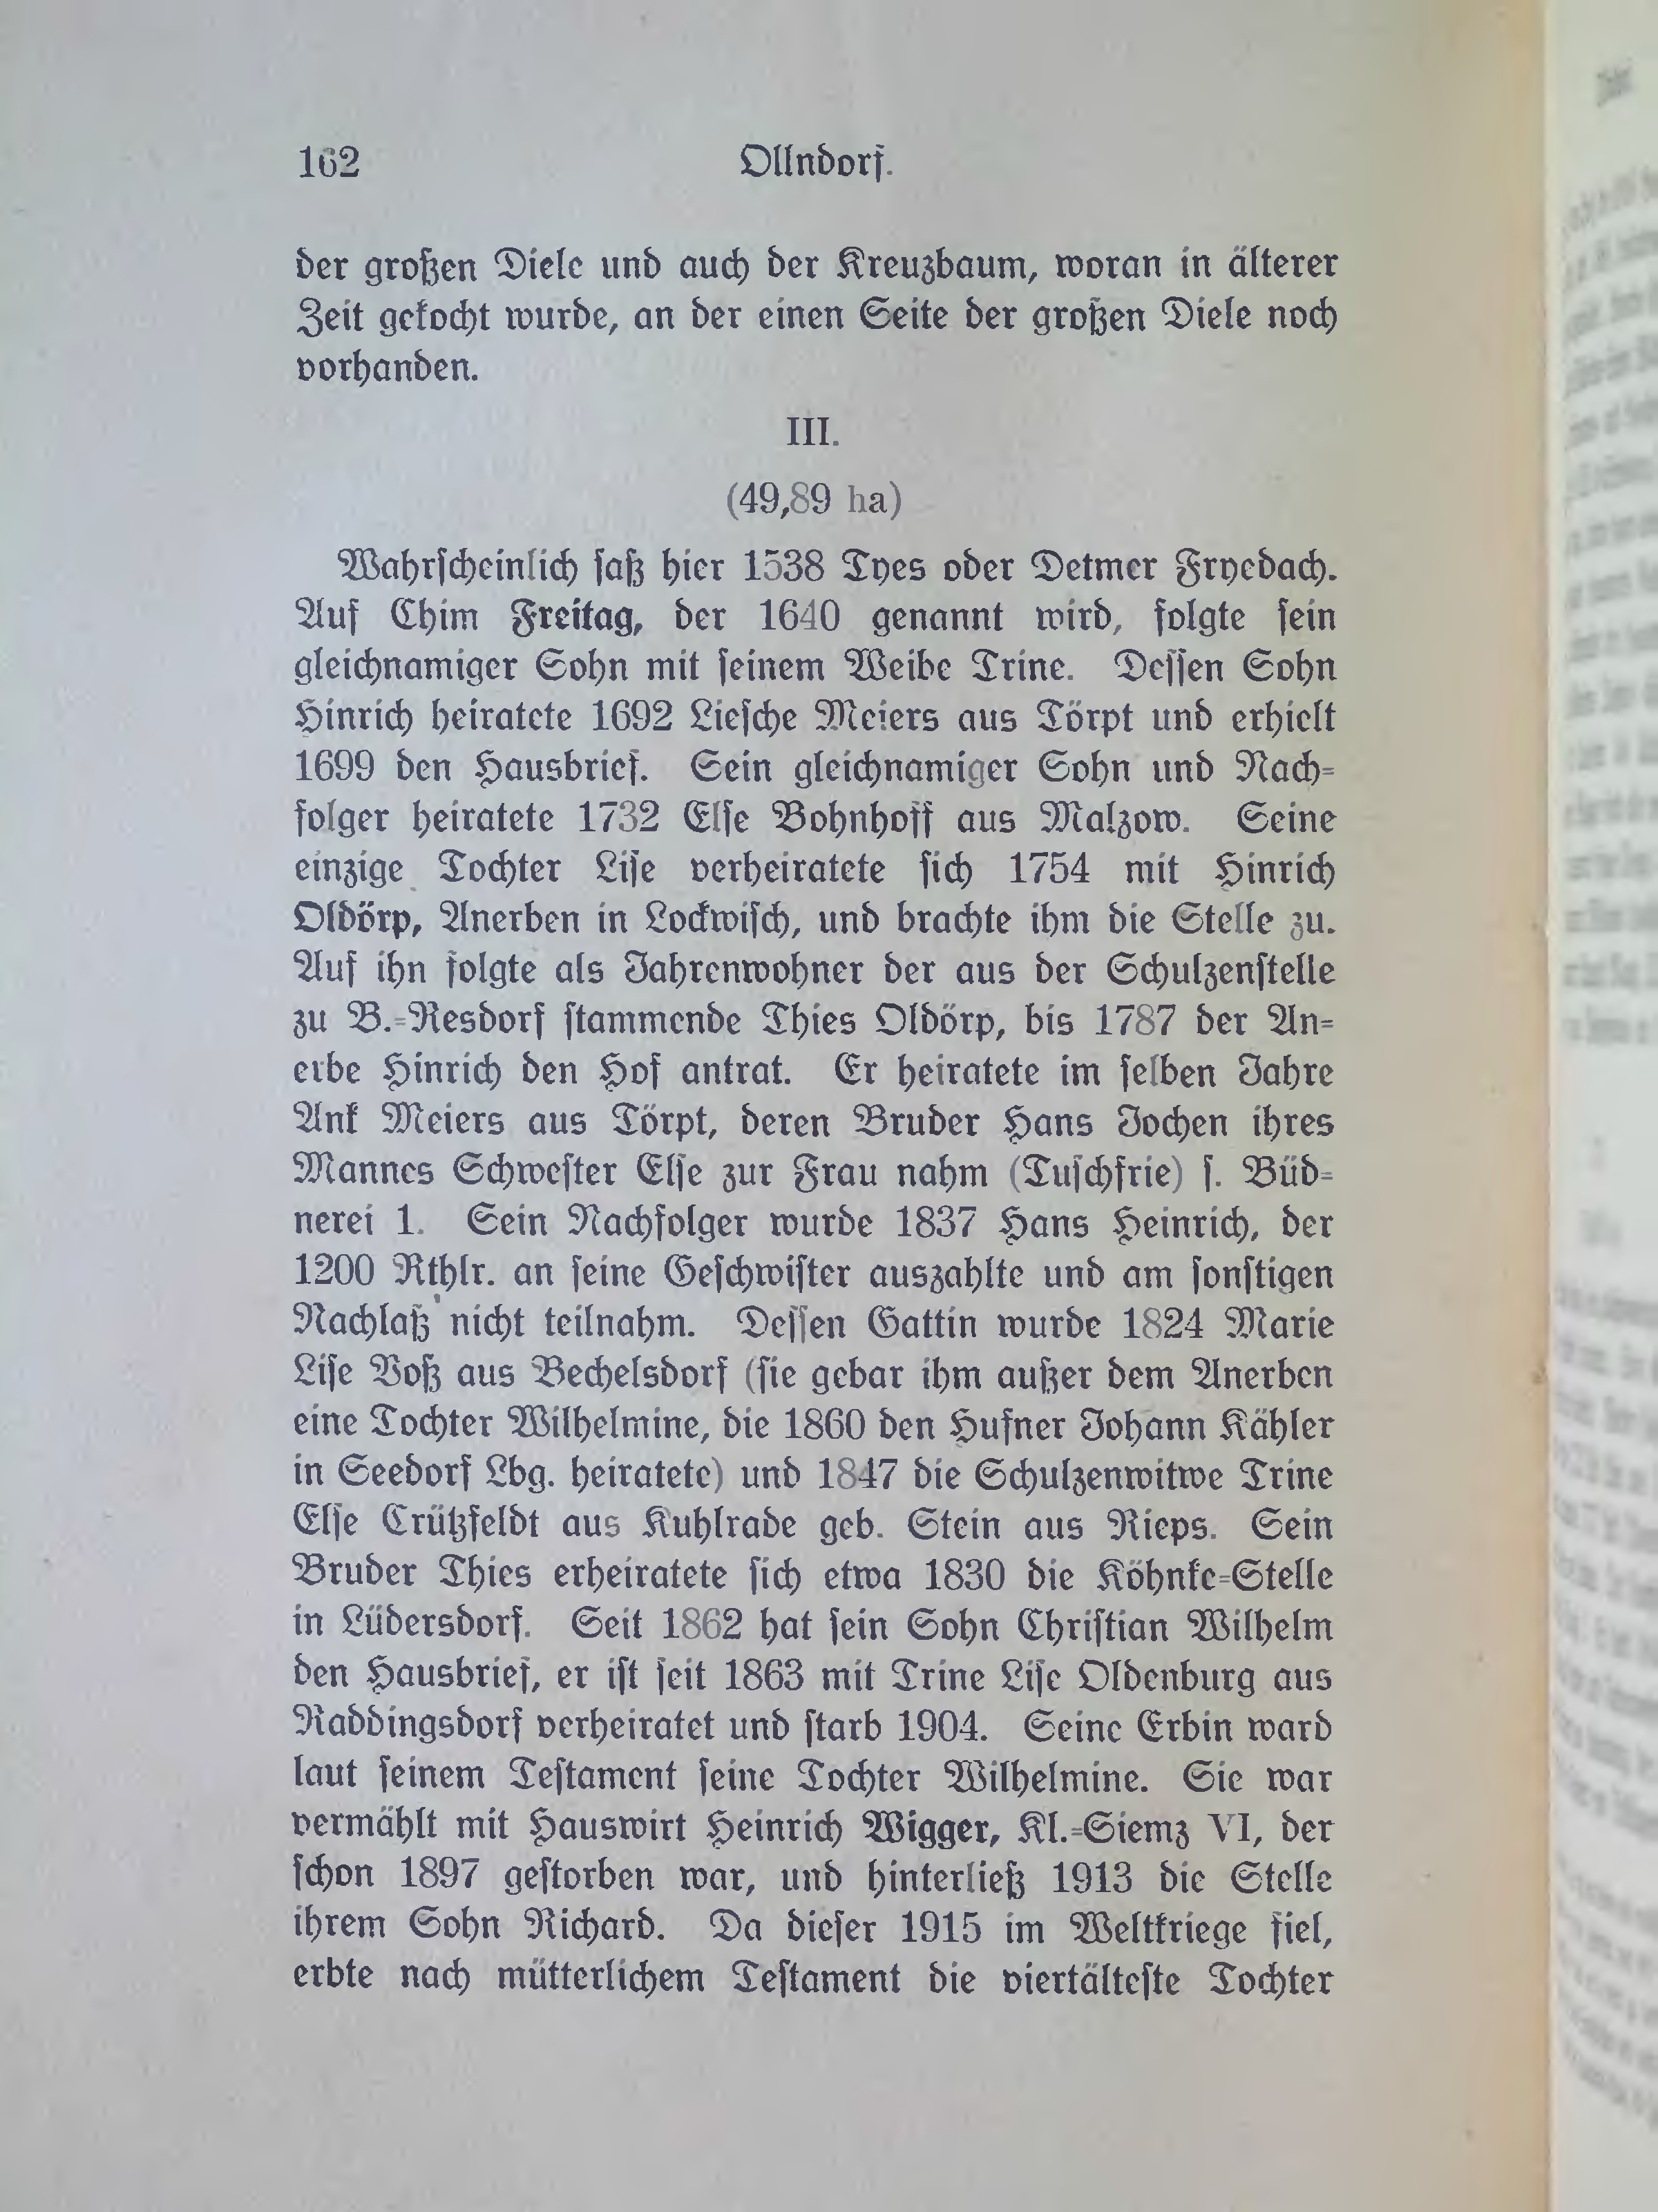 162 Ollndorf.
der großen Diele und auch der Kreuzbaum, woran in älterer
Zeit gekocht wurde, an der einen Seite der großen Diele noch
vorhanden.
III.
(49,89 ha)
Wahrscheinlich saß hier 1538 Tyes oder Detmer Fryedach.
Auf Chim Freitag, der 1640 genannt wird, folgte sein
gleichnamiger Sohn mit seinem Weibe Trine. Dessen Sohn
Hinrich heiratete 1692 Liesche Meiers aus Törpt und erhielt
1699 den Hausbrief. Sein gleichnamiger Sohn und Nach-
folger heiratete 1732 Else Bohnhoff aus Malzow. Seine
einzige Tochter Lise verheiratete sich 1754 mit Hinrich
Oldörp, Anerben in Lockwisch, und brachte ihm die Stelle zu.
Auf ihn folgte als Jahrenwohner der aus der Schulzenstelle
zu B.-Resdorf stammende Thies Oldörp, bis 1787 der An-
erbe Hinrich den Hof antrat. Er heiratete im selben Jahre
Ank Meiers aus Törpt, deren Bruder Hans Jochen ihres
Mannes Schwester Else zur Frau nahm (Tuschfrie) s. Büd-
nerei 1. Sein Nachfolger wurde 1837 Hans Heinrich, der
1200 Rthlr. an seine Geschwister auszahlte und am sonstigen
Nachlaß nicht teilnahm. Dessen Gattin wurde 1824 Marie
Lise Voß aus Bechelsdorf (sie gebar ihm außer dem Anerben
eine Tochter Wilhelmine, die 1860 den Hufner Johann Kähler
in Seedorf Lbg. heiratete) und 1847 die Schulzenwitwe Trine
Else Crützfeldt aus Kuhlrade geb. Stein aus Rieps. Sein
Bruder Thies erheiratete sich etwa 1830 die Köhnke-Stelle
in Lüdersdorf. Seit 1862 hat sein Sohn Christian Wilhelm
den Hausbrief, er ist seit 1863 mit Trine Lise Oldenburg aus
Raddingsdorf verheiratet und starb 1904. Seine Erbin ward
laut seinem Testament seine Tochter Wilhelmine. Sie war
vermählt mit Hauswirt Heinrich Wigger, Kl.-Siemz VI, der
schon 1897 gestorben war, und hinterließ 1913 die Stelle
ihrem Sohn Richard. Da dieser 1915 im Weltkriege fiel,
erbte nach mütterlichem Testament die viertälteste Tochter